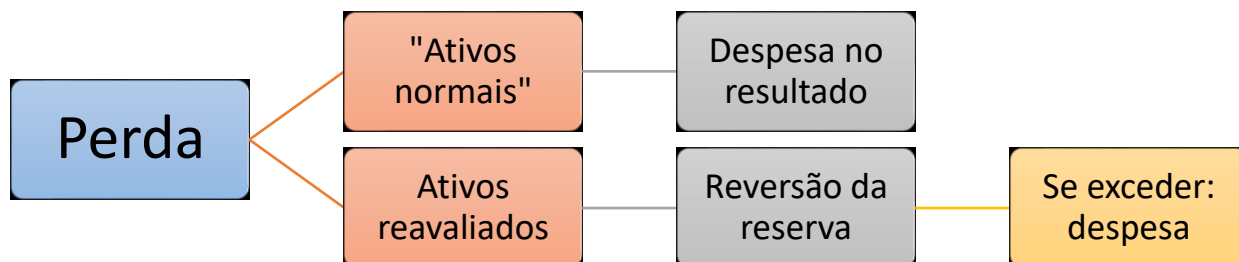 Perda
"Ativos
normais"
Despesa no
resultado
Ativos
reavaliados
Reversão da
reserva
Se exceder:
despesa